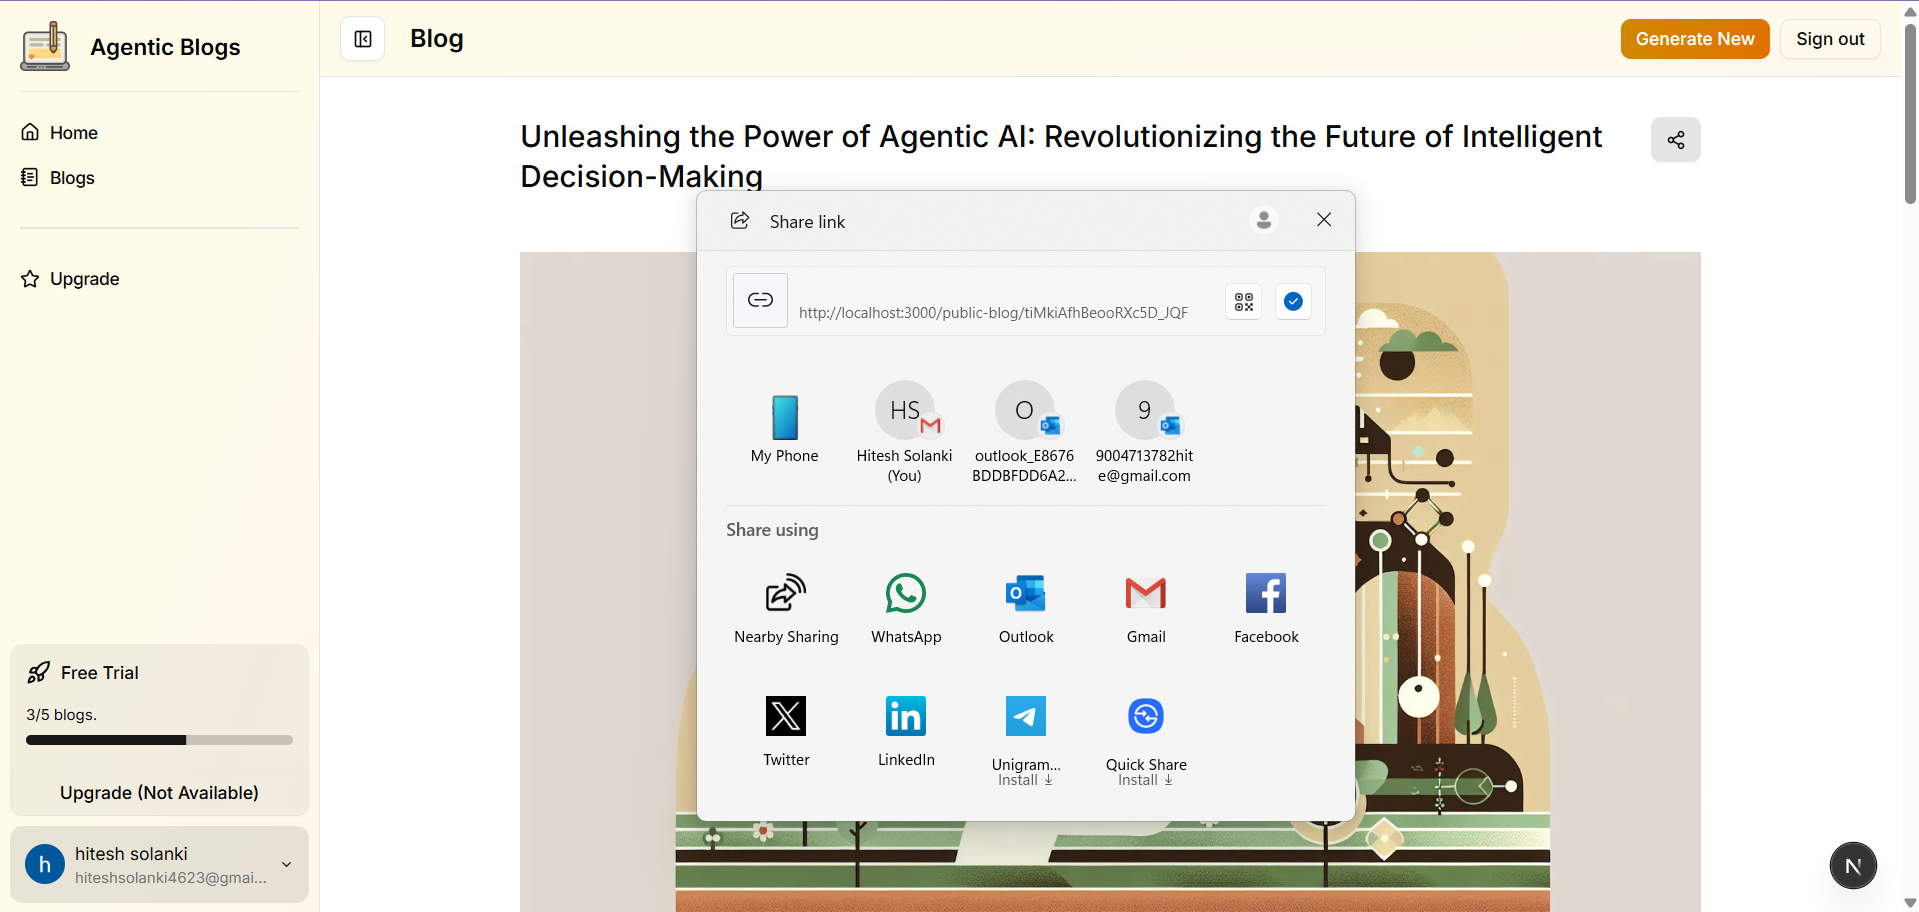 Agentic Blogs
Home
Blogs
Upgrade
Free Trial
3/5 blogs.
Upgrade (Not Available)
h
hitesh solanki
hiteshsolanki4623@gmai...
Blog
Generate New
Sign out
Unleashing the Power of Agentic AI: Revolutionizing the Future of Intelligent
Decision-Making
Share link
http://localhost:3000/public-blog/tiMkiAfhBeooRXc5D_JQF
My Phone
HS
Hitesh Solanki
(You)
O
outlook_E8676
BDDBFDD6A2...
9
9004713782hit
e@gmail.com
Share using
Nearby Sharing
WhatsApp
Outlook
Gmail
Facebook
Twitter
LinkedIn
Unigram...
Install
Quick Share
Install
N